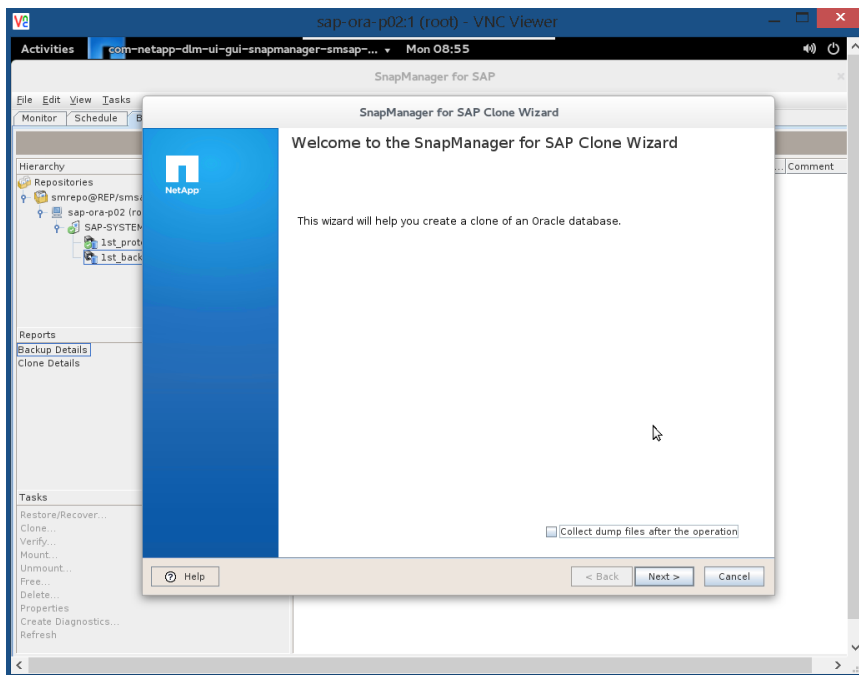 VC
sap-ora-p02:1 (root) - VNC Viewer
Activities com-netapp-dlm-ui-gui-snapmanager-smsap-... Mon 08:55
SnapManager for SAP
File Edit View Tasks
SnapManager for SAP Clone Wizard
Monitor Schedule B
Welcome to the SnapManager for SAP Clone Wizard
Hierarchy
... Comment
Repositories
NetApp
smrepo@REP/smsa
sap-ora-p02 (ro
This wizard will help you create a clone of an Oracle database.
SAP-SYSTEM
1st_prot
1st_back
Reports
Backup Details
Clone Details
Tasks
Restore/Recover...
Clone...
Collect dump files after the operation
Verify...
Mount...
Unmount...
Free...
Help < Back Next > Cancel
Delete...
Properties
Create Diagnostics...
Refresh